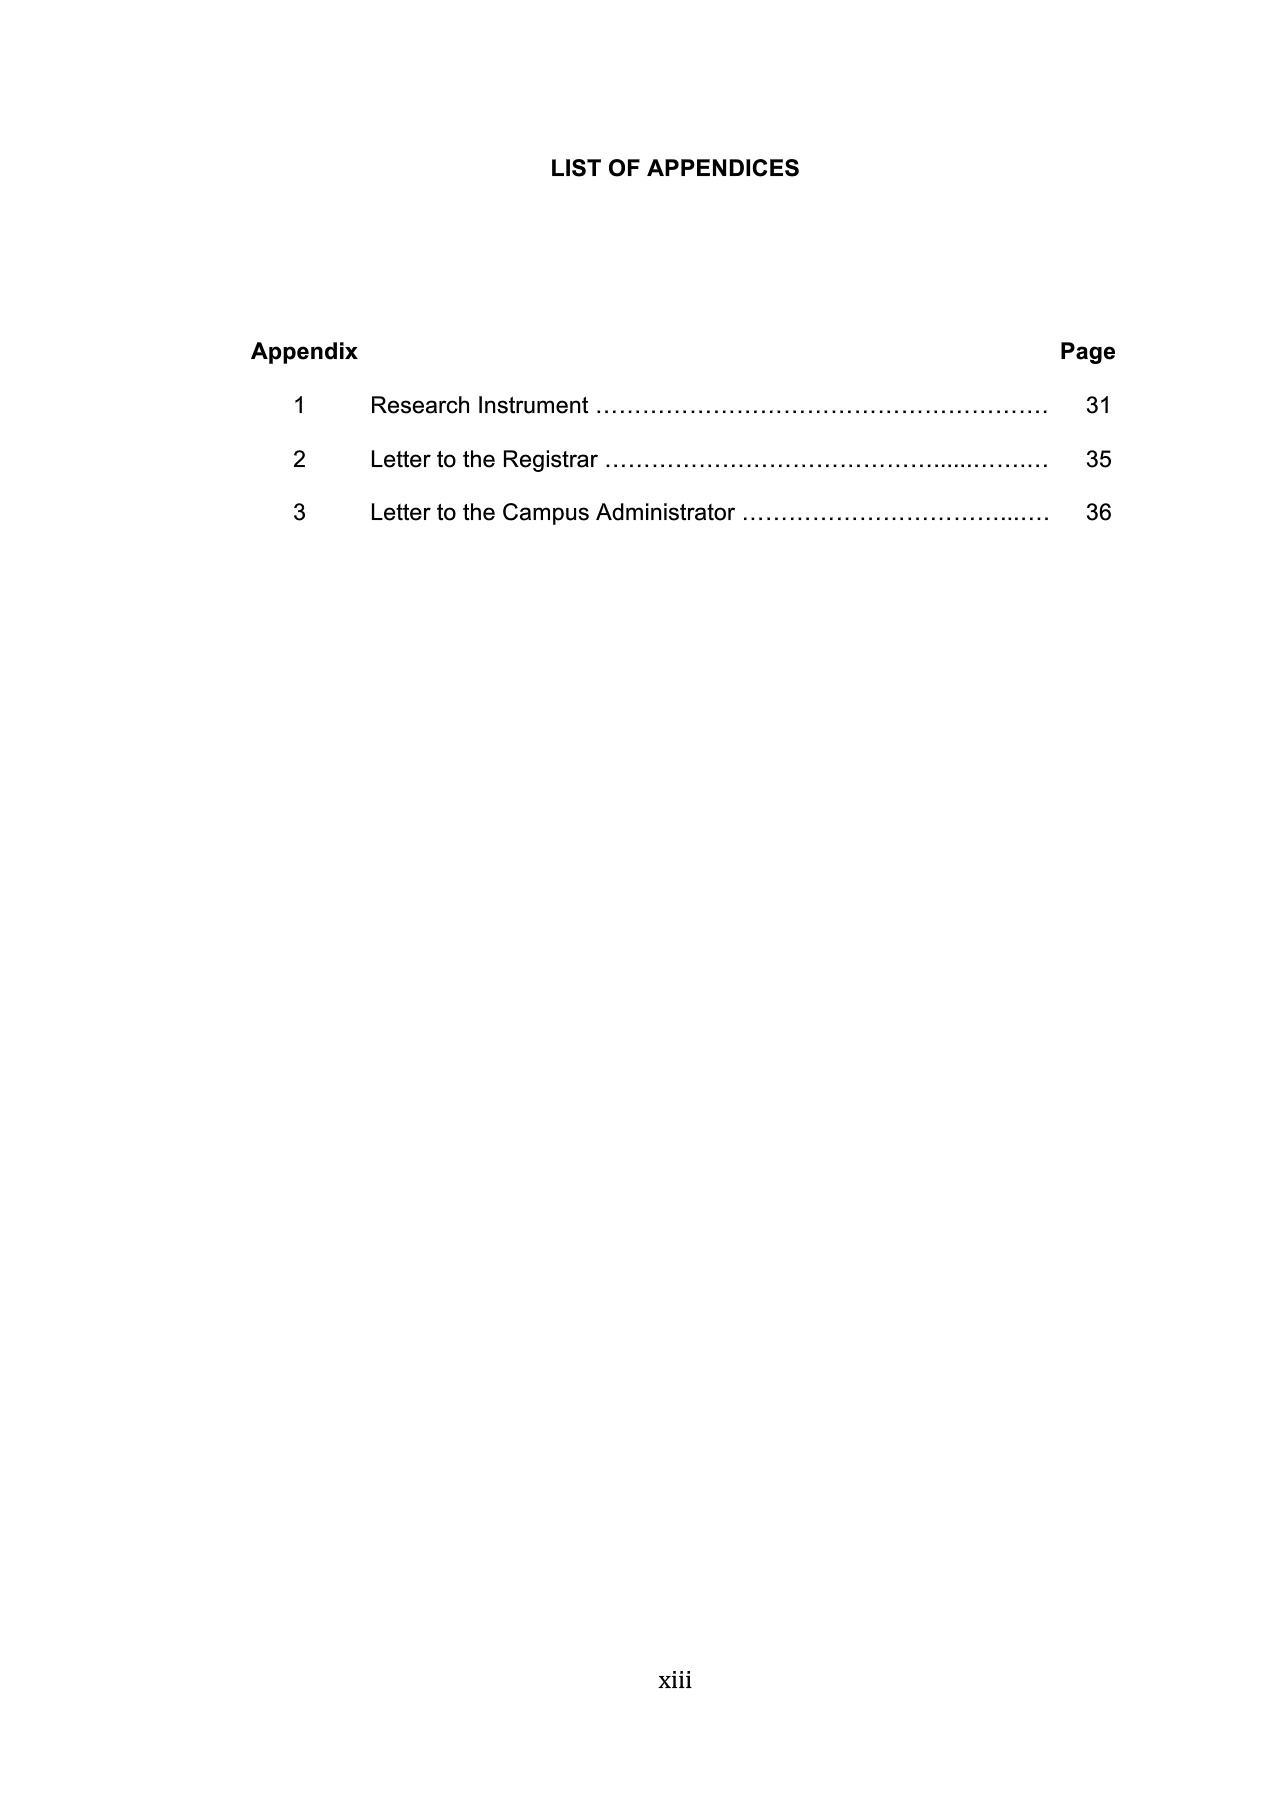 LIST OF APPENDICES
Appendix Page
1 Research Instrument …………………………………………………. 31
2 Letter to the Registrar ……………………………………......…….… 35
3 Letter to the Campus Administrator ……………………………..…. 36
xiii